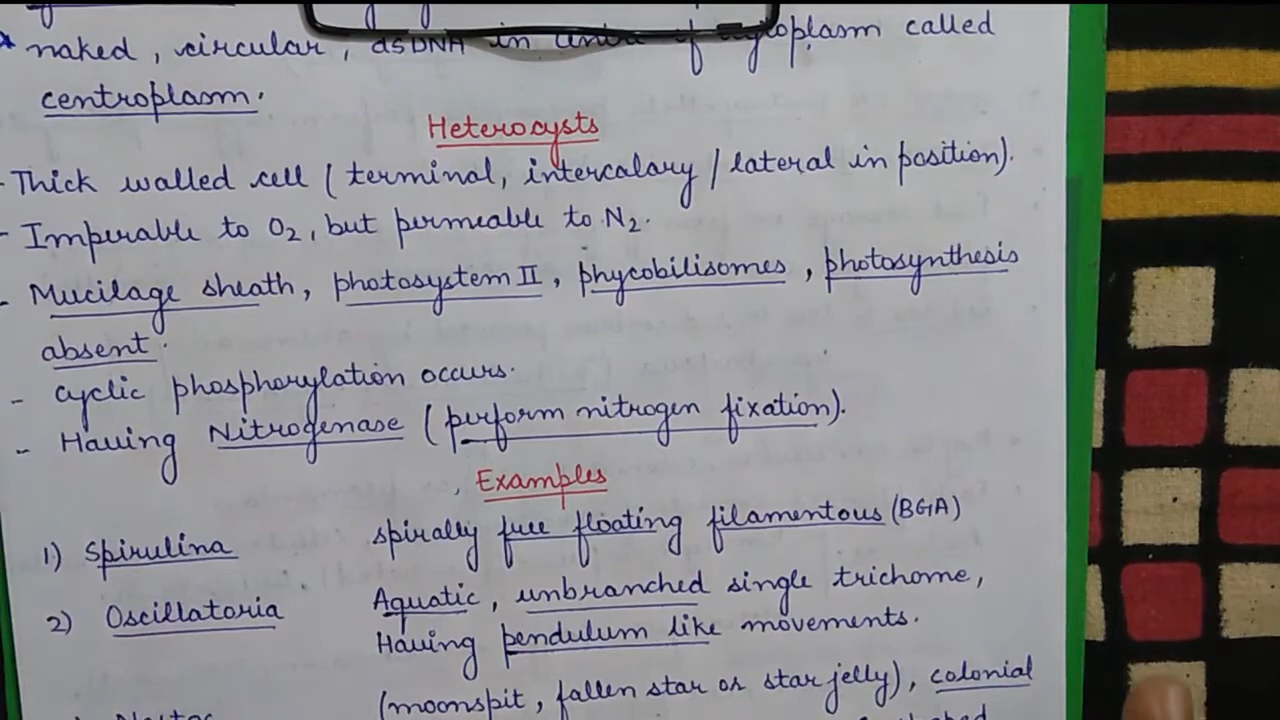 * naked, circular, dsDNA in centre of cytoplasm called
centroplasm.
Heterocysts
- Thick walled cell (terminal, intercalary / lateral in position).
- Imperable to O2, but permeable to N2.
- Mucilage sheath, photosystem II, phycobilisomes, photosynthesis
absent.
- Cyclic phosphorylation occurs.
- Having Nitrogenase (perform nitrogen fixation).
Examples
1) Spirulina spirally free floating filamentous (BGA)
2) Oscillatoria Aquatic, unbranched single trichome,
Having pendulum like movements.
(moonspit, fallen star or star jelly), colonial
Nostoc